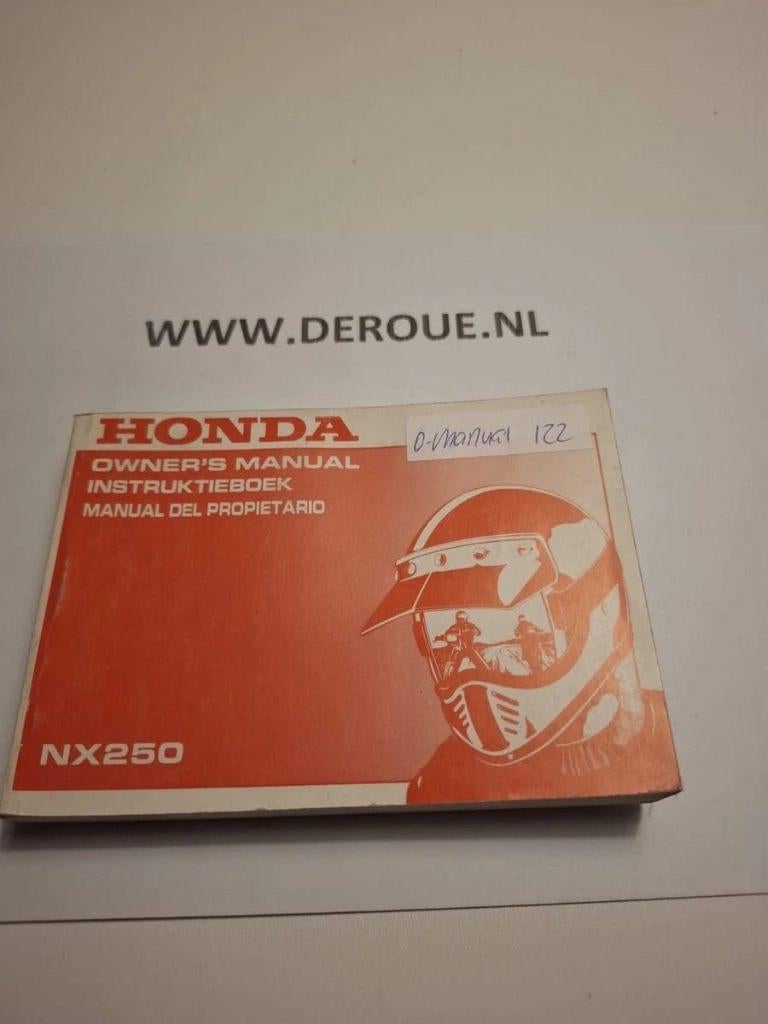 WWW.DEROUE.NL
HONDA
O-Manual 122
OWNER'S MANUAL
INSTRUKTIEBOEK
MANUAL DEL PROPIETARIO
NX250